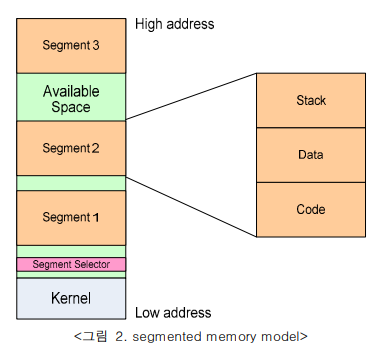 High address
Segment 3
Available
Space
Segment 2
Segment 1
Segment Selector
Kernel
Low address
Stack
Data
Code
<그림 2. segmented memory model>